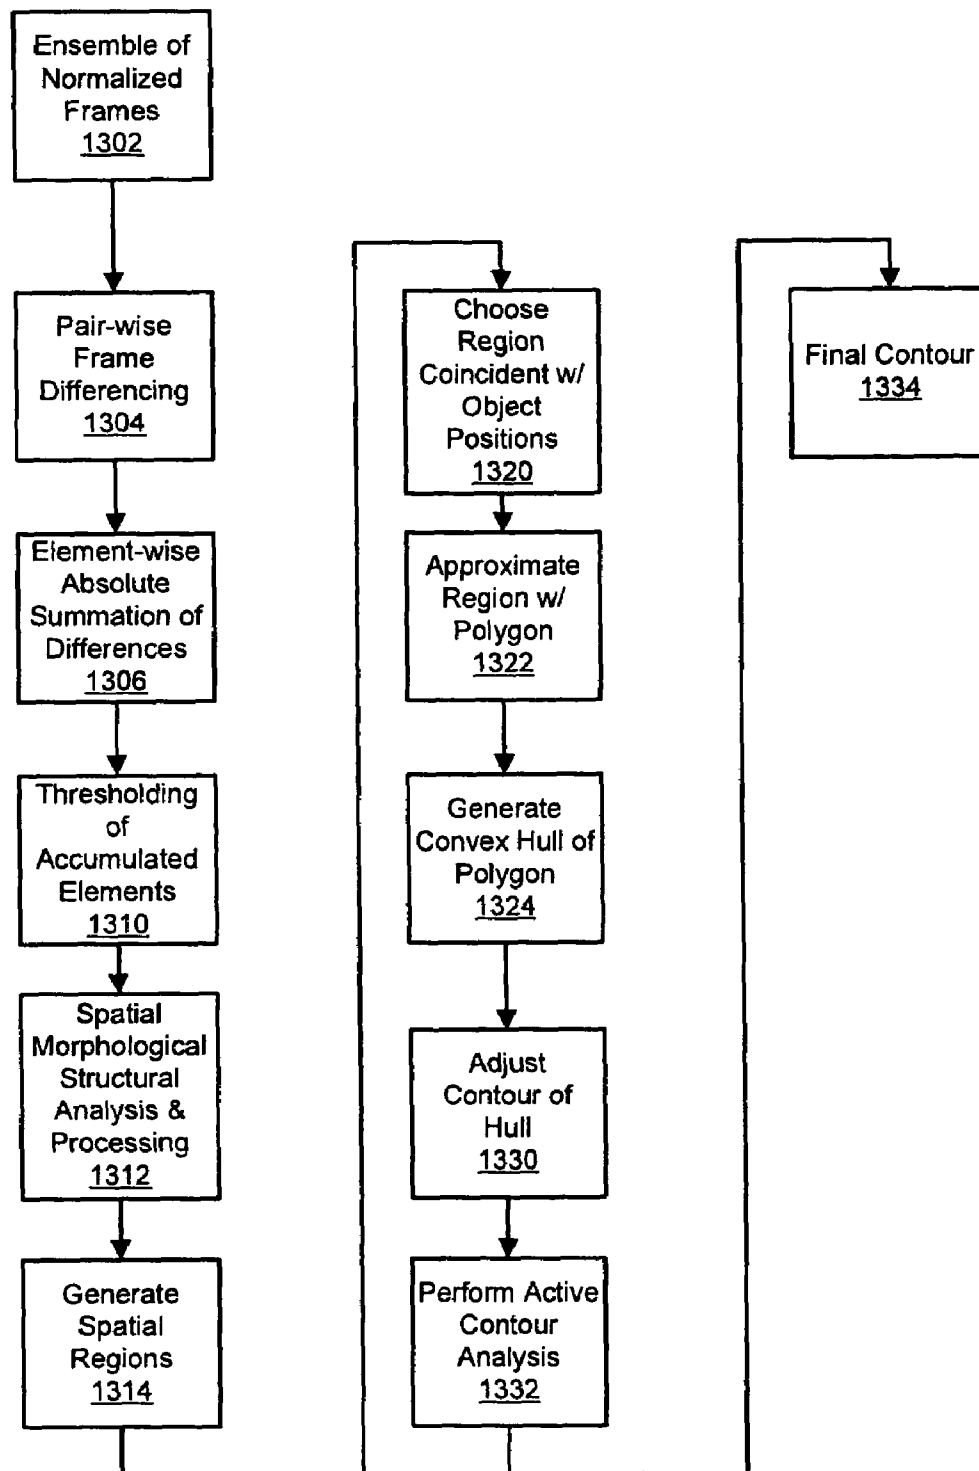 Ensemble of
Normalized
Frames
1302
Pair-wise
Frame
Differencing
1304
Element-wise
Absolute
Summation of
Differences
1306
Thresholding
of
Accumulated
Elements
1310
Spatial
Morphological
Structural
Analysis &
Processing
1312
Generate
Spatial
Regions
1314
Choose
Region
Coincident w/
Object
Positions
1320
Approximate
Region w/
Polygon
1322
Generate
Convex Hull of
Polygon
1324
Adjust
Contour of
Hull
1330
Perform Active
Contour
Analysis
1332
Final Contour
1334